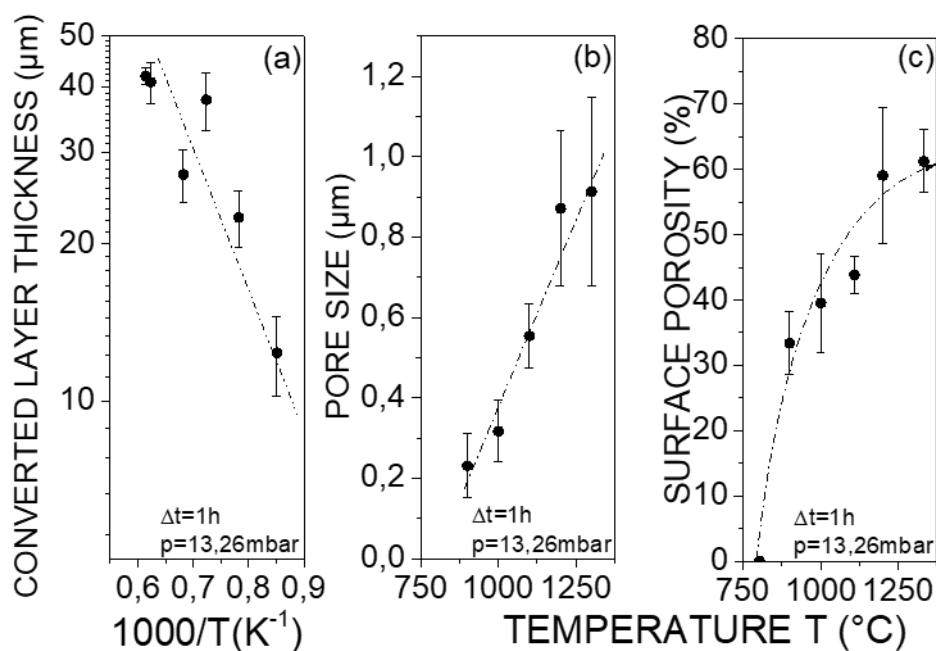 CONVERTED LAYER THICKNESS (µm)
50
40
30
20
10
(a)
Δt=1h
p=13,26mbar
0,6 0,7 0,8 0,9
1000/T(K⁻¹)
PORE SIZE (µm)
1,2
1,0
0,8
0,6
0,4
0,2
0,0
(b)
Δt=1h
p=13,26mbar
750 1000 1250
SURFACE POROSITY (%)
80
70
60
50
40
30
20
10
0
(c)
Δt=1h
p=13,26mbar
750 1000 1250
TEMPERATURE T (°C)